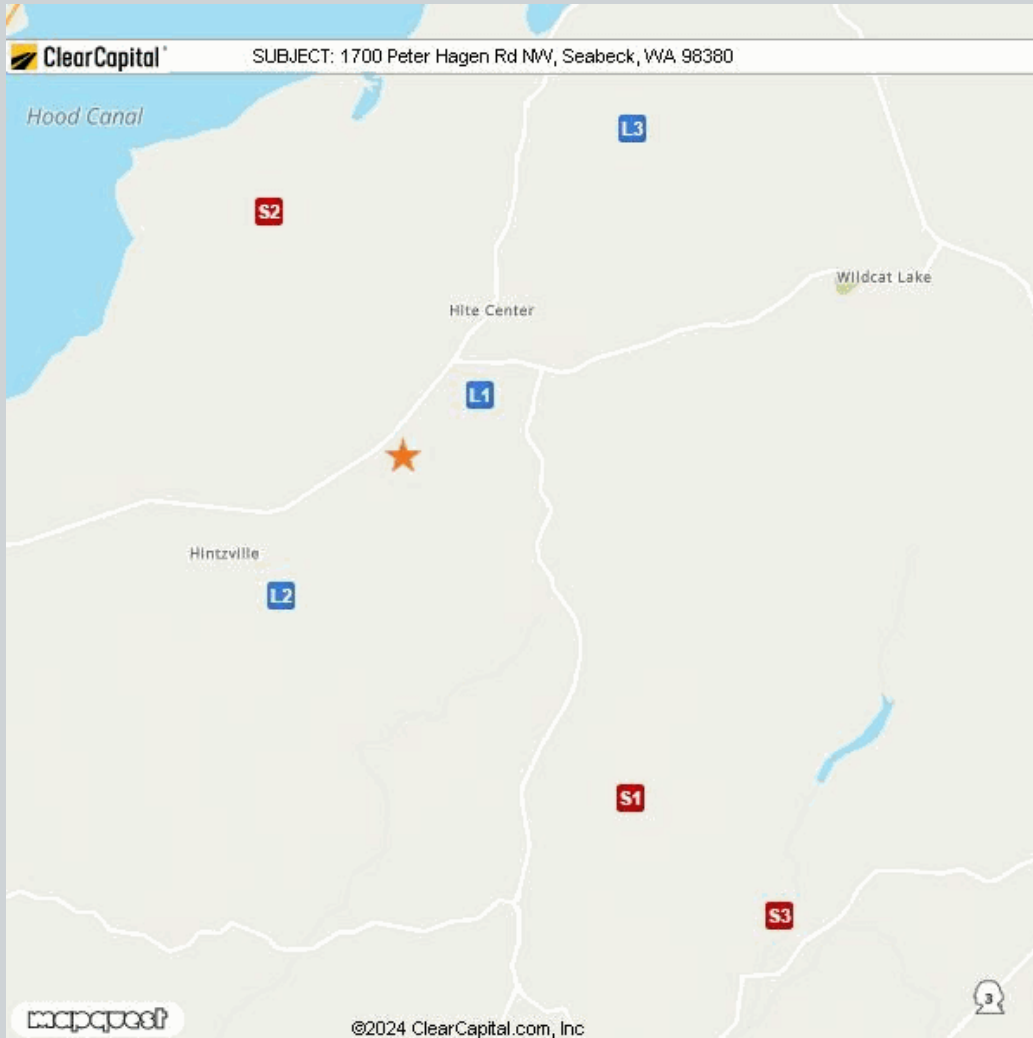 ClearCapital
SUBJECT: 1700 Peter Hagen Rd NW, Seabeck, WA 98380
Hood Canal
L3
S2
Wildcat Lake
Hite Center
L1
Hintzville
L2
S1
S3
3
mapquest
©2024 ClearCapital.com, Inc